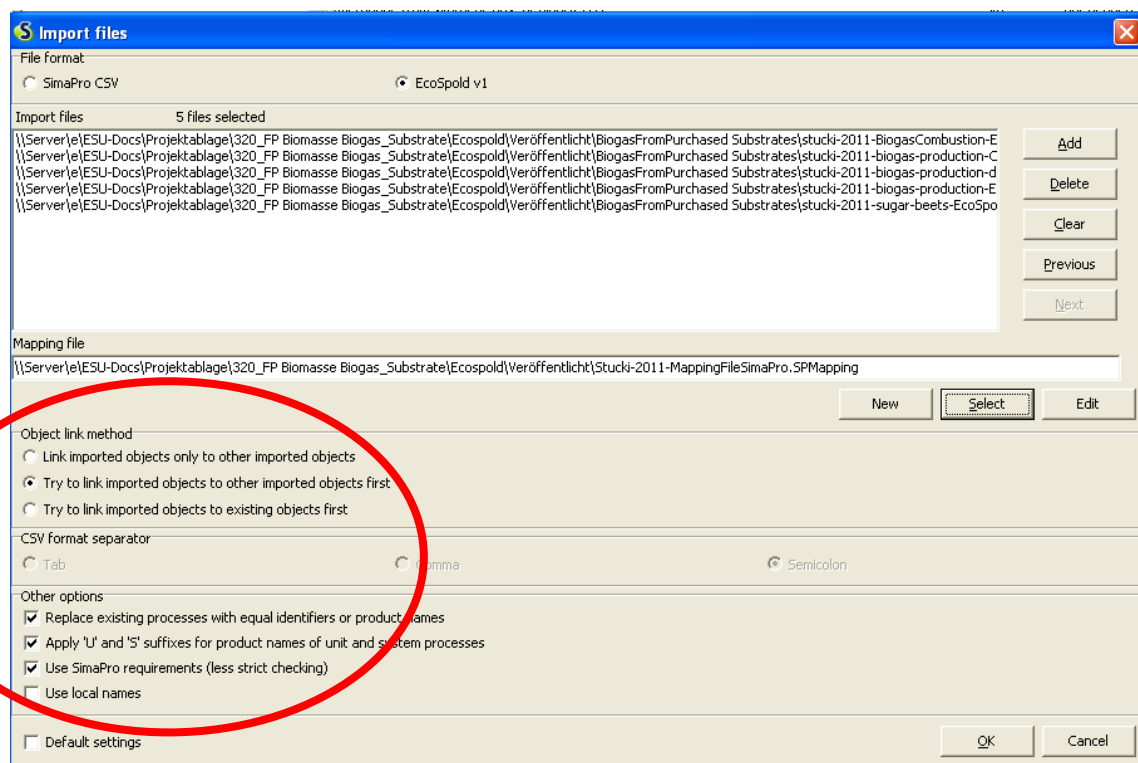 Import files
File format
SimaPro CSV EcoSpold v1
Import files 5 files selected
\\Server\e\ESU-Docs\Projektablage\320_FP Biomasse Biogas_Substrate\Ecospold\Veröffentlicht\BiogasFromPurchased Substrates\stucki-2011-BiogasCombustion-E
\\Server\e\ESU-Docs\Projektablage\320_FP Biomasse Biogas_Substrate\Ecospold\Veröffentlicht\BiogasFromPurchased Substrates\stucki-2011-biogas-production-C
\\Server\e\ESU-Docs\Projektablage\320_FP Biomasse Biogas_Substrate\Ecospold\Veröffentlicht\BiogasFromPurchased Substrates\stucki-2011-biogas-production-d
\\Server\e\ESU-Docs\Projektablage\320_FP Biomasse Biogas_Substrate\Ecospold\Veröffentlicht\BiogasFromPurchased Substrates\stucki-2011-biogas-production-E
\\Server\e\ESU-Docs\Projektablage\320_FP Biomasse Biogas_Substrate\Ecospold\Veröffentlicht\BiogasFromPurchased Substrates\stucki-2011-sugar-beets-EcoSpo
Add
Delete
Clear
Previous
Next
Mapping file
\\Server\e\ESU-Docs\Projektablage\320_FP Biomasse Biogas_Substrate\Ecospold\Veröffentlicht\Stucki-2011-MappingFileSimaPro.SPMapping
New Select Edit
Object link method
Link imported objects only to other imported objects
Try to link imported objects to other imported objects first
Try to link imported objects to existing objects first
CSV format separator
Tab Comma Semicolon
Other options
Replace existing processes with equal identifiers or product names
Apply 'U' and 'S' suffixes for product names of unit and system processes
Use SimaPro requirements (less strict checking)
Use local names
Default settings
OK Cancel